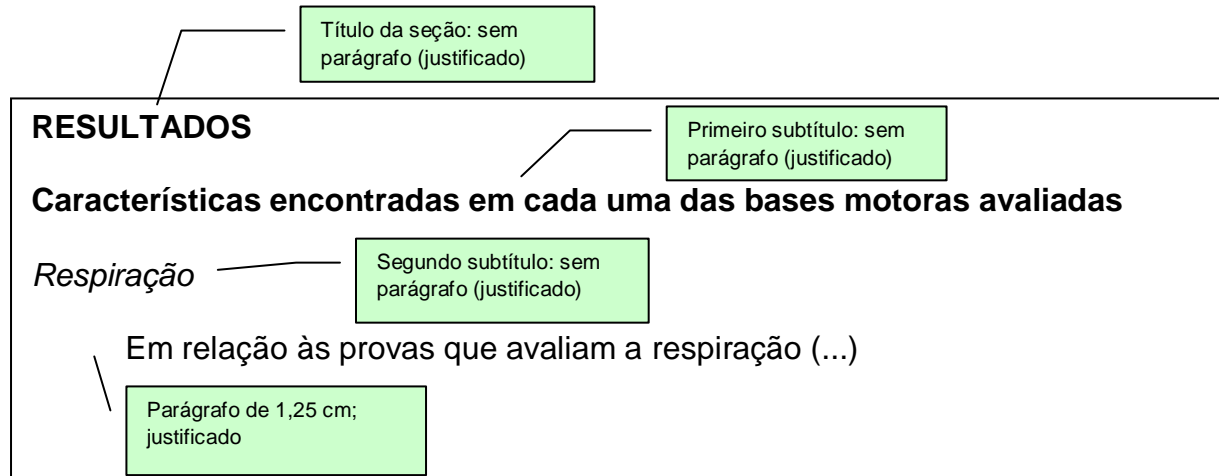 Título da seção: sem
parágrafo (justificado)
RESULTADOS
Primeiro subtítulo: sem
parágrafo (justificado)
Características encontradas em cada uma das bases motoras avaliadas
Respiração
Segundo subtítulo: sem
parágrafo (justificado)
Em relação às provas que avaliam a respiração (...)
Parágrafo de 1,25 cm;
justificado